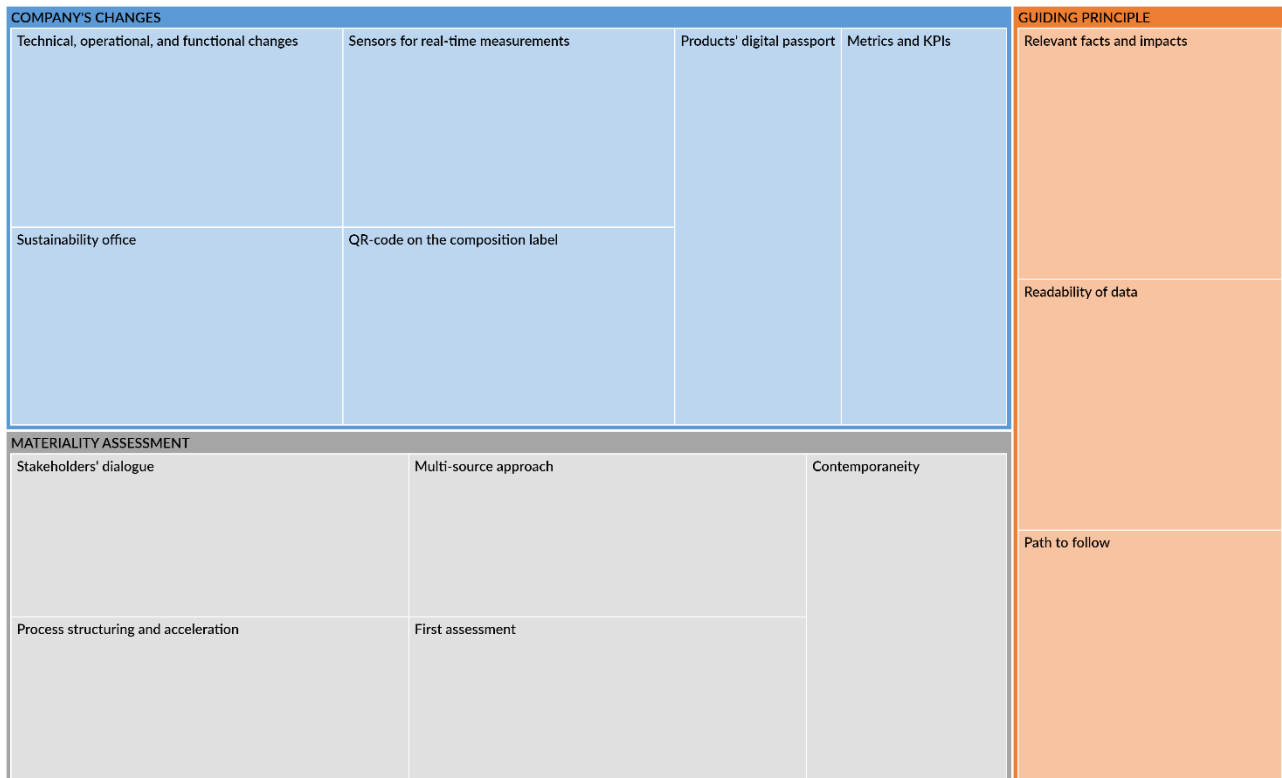 COMPANY'S CHANGES
Technical, operational, and functional changes
Sensors for real-time measurements
Products' digital passport
Metrics and KPIs
Sustainability office
QR-code on the composition label
GUIDING PRINCIPLE
Relevant facts and impacts
Readability of data
Path to follow
MATERIALITY ASSESSMENT
Stakeholders' dialogue
Multi-source approach
Contemporaneity
Process structuring and acceleration
First assessment